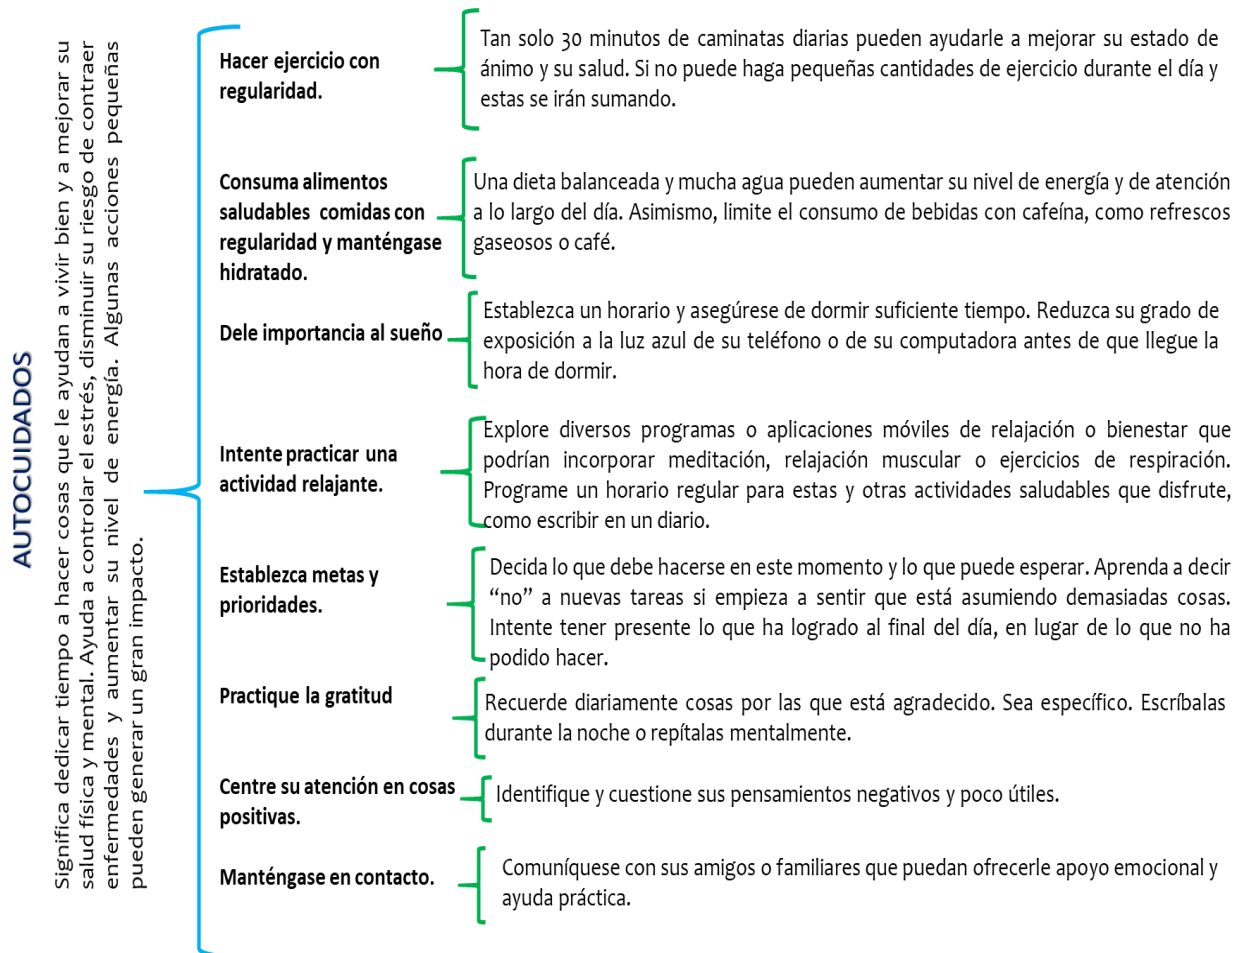 AUTOCUIDADOS
Significa dedicar tiempo a hacer cosas que le ayudan a vivir bien y a mejorar su
salud física y mental. Ayuda a controlar el estrés, disminuir su riesgo de contraer
enfermedades y aumentar su nivel de energía. Algunas acciones pequeñas
pueden generar un gran impacto.
Hacer ejercicio con
regularidad.
Tan solo 30 minutos de caminatas diarias pueden ayudarle a mejorar su estado de
ánimo y su salud. Si no puede haga pequeñas cantidades de ejercicio durante el día y
estas se irán sumando.
Consuma alimentos
saludables comidas con
regularidad y manténgase
hidratado.
Una dieta balanceada y mucha agua pueden aumentar su nivel de energía y de atención
a lo largo del día. Asimismo, limite el consumo de bebidas con cafeína, como refrescos
gaseosos o café.
Dele importancia al sueño
Establezca un horario y asegúrese de dormir suficiente tiempo. Reduzca su grado de
exposición a la luz azul de su teléfono o de su computadora antes de que llegue la
hora de dormir.
Intente practicar una
actividad relajante.
Explore diversos programas o aplicaciones móviles de relajación o bienestar que
podrían incorporar meditación, relajación muscular o ejercicios de respiración.
Programe un horario regular para estas y otras actividades saludables que disfrute,
como escribir en un diario.
Establezca metas y
prioridades.
Decida lo que debe hacerse en este momento y lo que puede esperar. Aprenda a decir
“no” a nuevas tareas si empieza a sentir que está asumiendo demasiadas cosas.
Intente tener presente lo que ha logrado al final del día, en lugar de lo que no ha
podido hacer.
Practique la gratitud
Recuerde diariamente cosas por las que está agradecido. Sea específico. Escríbalas
durante la noche o repítalas mentalmente.
Centre su atención en cosas
positivas.
Identifique y cuestione sus pensamientos negativos y poco útiles.
Manténgase en contacto.
Comuníquese con sus amigos o familiares que puedan ofrecerle apoyo emocional y
ayuda práctica.